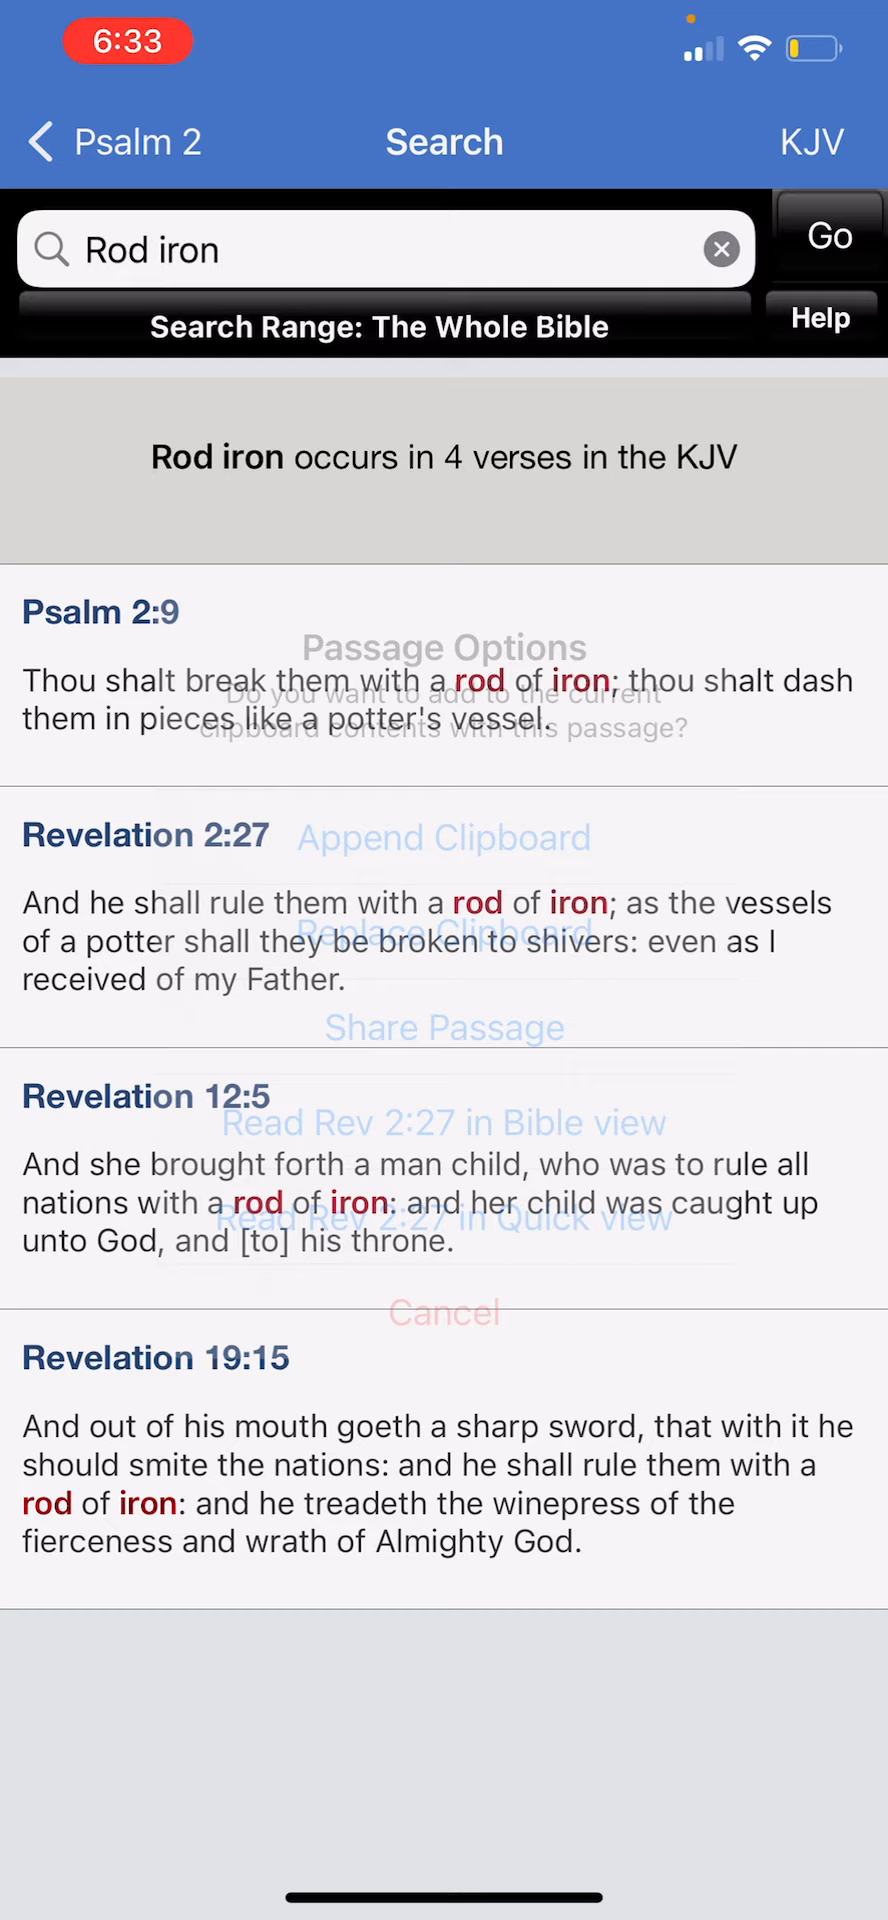 6:33
Psalm 2
Search
KJV
Rod iron
Go
Search Range: The Whole Bible
Help
Rod iron occurs in 4 verses in the KJV
Psalm 2:9
Passage Options
Thou shalt break them with a rod of iron; thou shalt dash
Do you want to add to the current
them in pieces like a potter's vessel.
clipboard contents with this passage?
Revelation 2:27
Append Clipboard
And he shall rule them with a rod of iron; as the vessels
Replace Clipboard
of a potter shall they be broken to shivers: even as I
received of my Father.
Share Passage
Revelation 12:5
Read Rev 2:27 in Bible view
And she brought forth a man child, who was to rule all
nations with a rod of iron: and her child was caught up
Read Rev 2:27 in Quick view
unto God, and [to] his throne.
Cancel
Revelation 19:15
And out of his mouth goeth a sharp sword, that with it he
should smite the nations: and he shall rule them with a
rod of iron: and he treadeth the winepress of the
fierceness and wrath of Almighty God.